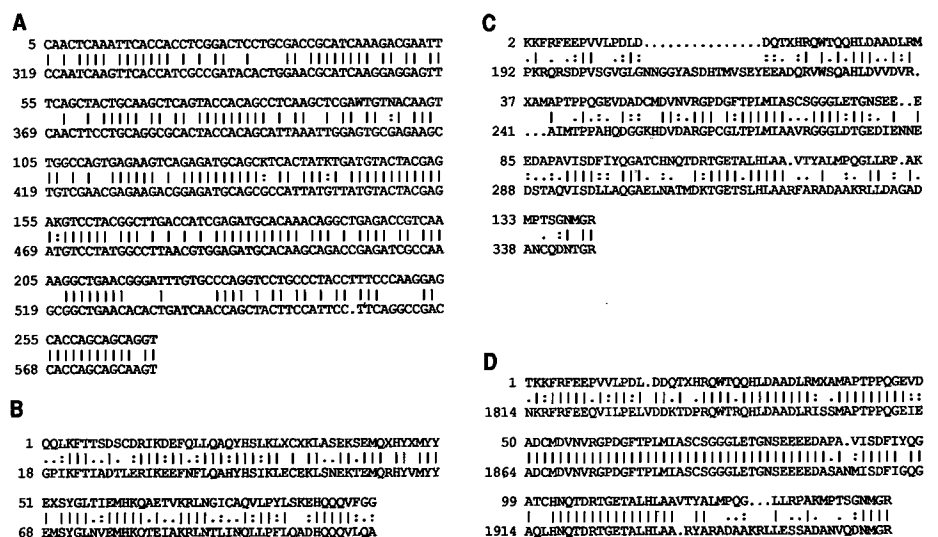 A
5 CAACTCAAATTCACCACCTCGGACTCCTGCGACCGCATCAAAGACGAATT
319 CCAATCAAGTTCACCATCGCCGATACACTGGAACGCATCAAGGAGGAGTT
55 TCAGCTACTGCAAGCTCAGTACCACAGCCTCAAGCTCGAWTGTNACAAGT
369 CAACTTCCTGCAGGCGCACTACCACAGCATTAAATTGGAGTGCGAGAAGC
105 TGGCCAGTGAGAAGTCAGAGATGCAGCKTCACTATKTGATGTACTACGAG
419 TGTCGAACGAGAAGACGGAGATGCAGCGCCATTATGTTATGTACTACGAG
155 AKGTCCTACGGCTTGACCATCGAGATGCACAAACAGGCTGAGACCGTCAA
469 ATGTCCTATGGCCTTAACGTGGAGATGCACAAGCAGACCGAGATCGCCAA
205 AAGGCTGAACGGGATTTGTGCCCAGGTCCTGCCCTACCTTTCCCAAGGAG
519 GCGGCTGAACACACTGATCAACCAGCTACTTCCATTCC.TTCAGGCCGAC
255 CACCAGCAGCAGGT
568 CACCAGCAGCAAGT
B
1 QQLKFTTSDSCDRIKDEFQLLQAQYHSLKLXCXKLASEKSEMQXHYXMYY
18 GPIKFTIADTLERIKEEFNFLQAHYHSIKLECEKLSNEKTEMQRHYVMYY
51 EXSYGLTIEMHKQAETVKRLNGICAQVLPYLSKEHQQQVFGG
68 EMSYGLNVEMHKQTEIAKRLNTLINQLLPFLQADHQQQVLQA
C
2 KKFRFEEPVVLPDLD..............DQTXHRQWTQQHLDAADLRM
192 PKRQRSDPVSGVGLGNNGGYASDHTMVSEYEEADQRVWSQAHLDVVDVR.
37 XAMAPTPPQGEVDADCMDVNVRGPDGFTPLMIASCSGGGLETGNSEE..E
241 ...AIMTPPAHQDGGKHDVDARGPCGLTPLMIAAVRGGGLDTGEDIENNE
85 EDAPAVISDFIYQGATCHNQTDRTGETALHLAA.VTYALMPQGLLRP.AK
288 DSTAQVISDLLAQGAELNATMDKTGETSLHLAARFARADAAKRLLDAGAD
133 MPTSGNMGR
338 ANCQDNTGR
D
1 TKKFRFEEPVVLPDL.DDQTXHRQWTQQHLDAADLRMXAMAPTPPQGEVD
1814 NKRFRFEEQVILPELVDDKTDPRQWTRQHLDAADLRISSMAPTPPQGEIE
50 ADCMDVNVRGPDGFTPLMIASCSGGGLETGNSEEEEDAPA.VISDFIYQG
1864 ADCMDVNVRGPDGFTPLMIASCSGGGLETGNSEEEEDASANMISDFIGQG
99 ATCHNQTDRTGETALHLAAVTYALMPQG...LLRPAKMPTSGNMGR
1914 AQLHNQTDRTGETALHLAA.RYARADAAKRLLESSADANVQDNMGR